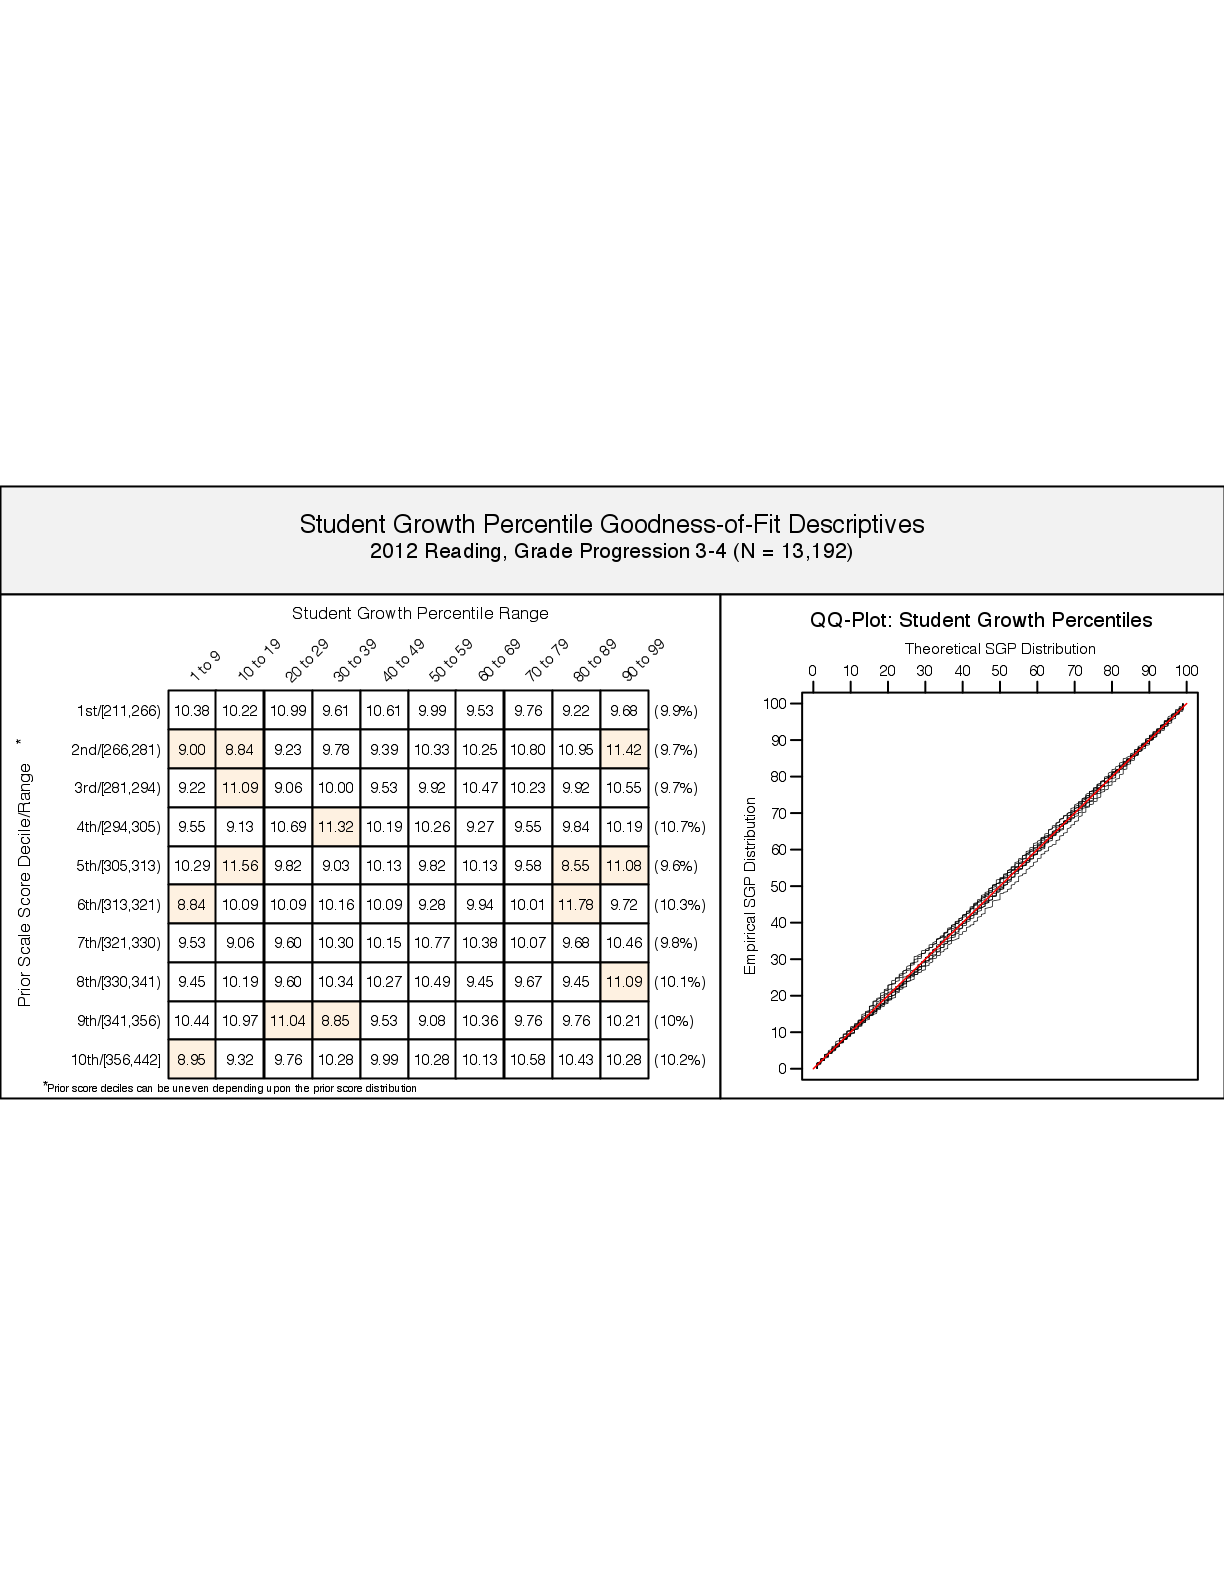 Student Growth Percentile Goodness-of-Fit Descriptives
2012 Reading, Grade Progression 3-4 (N = 13,192)
Student Growth Percentile Range
1 to 9 10 to 19 20 to 29 30 to 39 40 to 49 50 to 59 60 to 69 70 to 79 80 to 89 90 to 99
Prior Scale Score Decile/Range *
1st/[211,266) 10.38 10.22 10.99 9.61 10.61 9.99 9.53 9.76 9.22 9.68 (9.9%)
2nd/[266,281) 9.00 8.84 9.23 9.78 9.39 10.33 10.25 10.80 10.95 11.42 (9.7%)
3rd/[281,294) 9.22 11.09 9.06 10.00 9.53 9.92 10.47 10.23 9.92 10.55 (9.7%)
4th/[294,305) 9.55 9.13 10.69 11.32 10.19 10.26 9.27 9.55 9.84 10.19 (10.7%)
5th/[305,313) 10.29 11.56 9.82 9.03 10.13 9.82 10.13 9.58 8.55 11.08 (9.6%)
6th/[313,321) 8.84 10.09 10.09 10.16 10.09 9.28 9.94 10.01 11.78 9.72 (10.3%)
7th/[321,330) 9.53 9.06 9.60 10.30 10.15 10.77 10.38 10.07 9.68 10.46 (9.8%)
8th/[330,341) 9.45 10.19 9.60 10.34 10.27 10.49 9.45 9.67 9.45 11.09 (10.1%)
9th/[341,356) 10.44 10.97 11.04 8.85 9.53 9.08 10.36 9.76 9.76 10.21 (10%)
10th/[356,442] 8.95 9.32 9.76 10.28 9.99 10.28 10.13 10.58 10.43 10.28 (10.2%)
*Prior score deciles can be uneven depending upon the prior score distribution
QQ-Plot: Student Growth Percentiles
Theoretical SGP Distribution
0 10 20 30 40 50 60 70 80 90 100
Empirical SGP Distribution
100
90
80
70
60
50
40
30
20
10
0